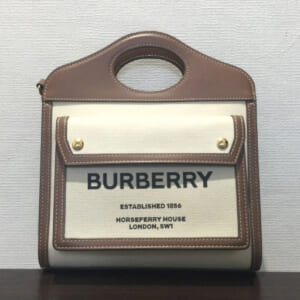 BURBERRY
ESTABLISHED 1856
HORSEFERRY HOUSE
LONDON, SW1